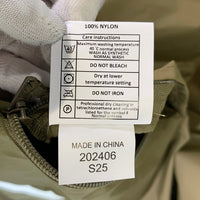 100% NYLON
Care instructions
Maximum washing temperature
40 °C normal process
WASH AS SYNTHETIC
NORMAL WASH
DO NOT BLEACH
Dry at lower
temperature setting
DO NOT IRON
Professional dry cleaning in
tetrachloroethene and solvents
listed for the symbol F
Normal process
MADE IN CHINA
202406
S25